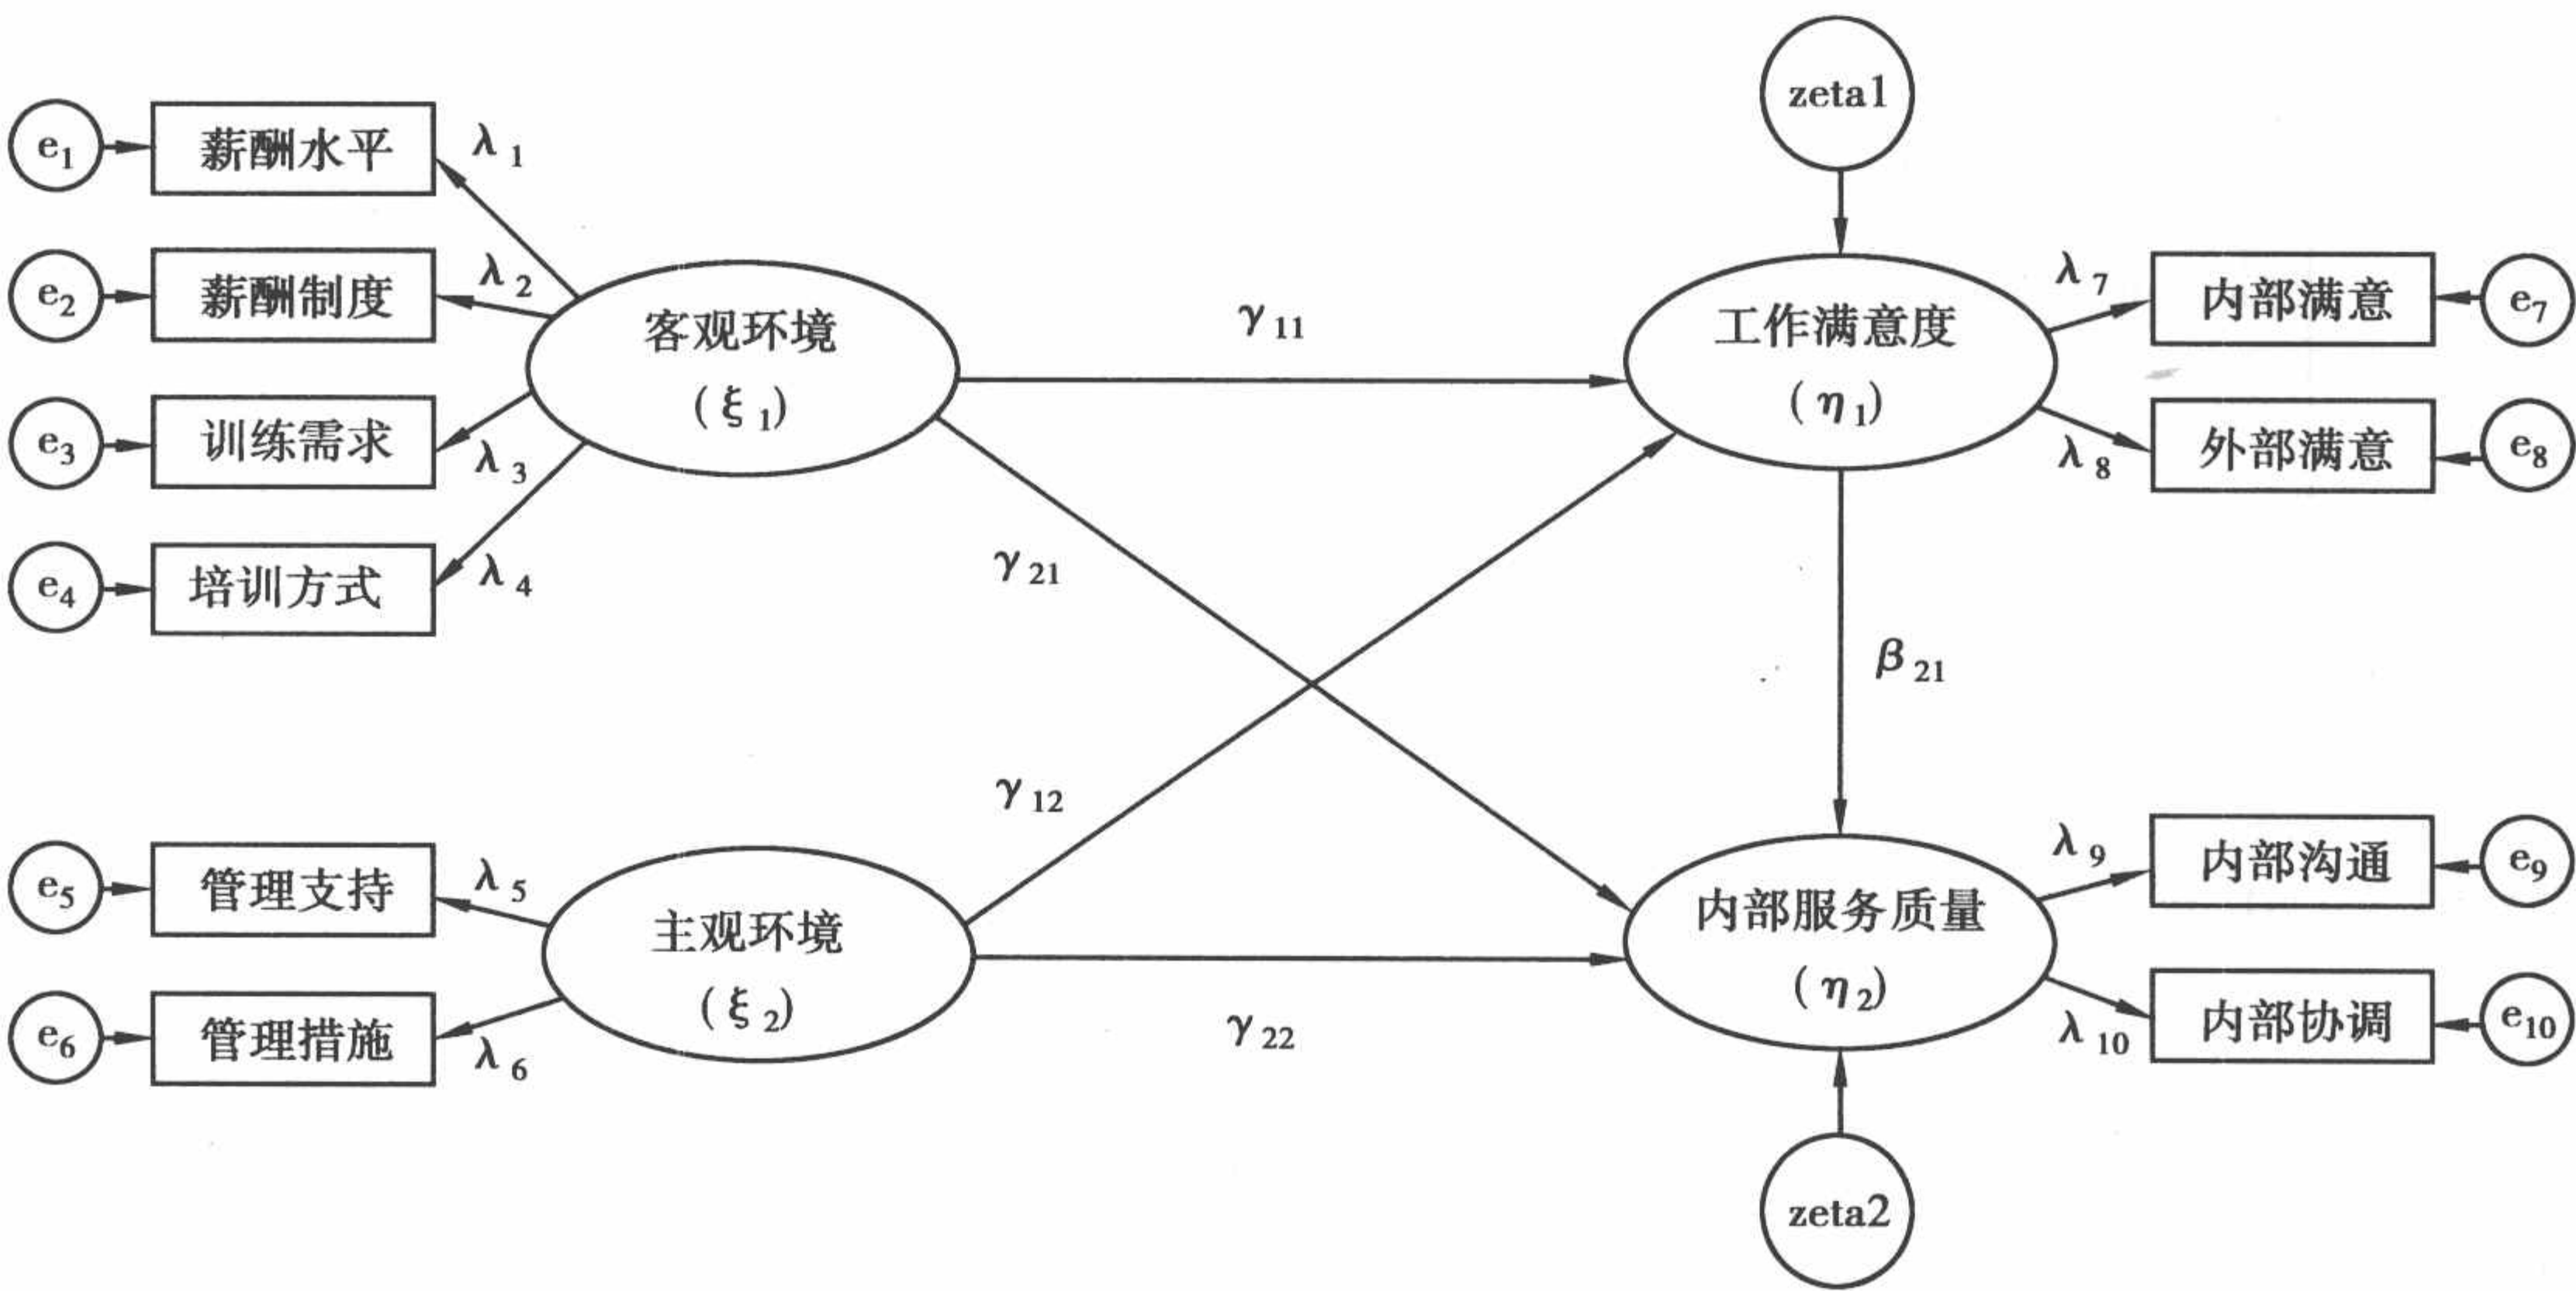 zeta1
e1 薪酬水平 λ1
e2 薪酬制度 λ2
e3 训练需求 λ3
e4 培训方式 λ4
客观环境
(ξ1)
γ11
工作满意度
(η1)
λ7 内部满意 e7
λ8 外部满意 e8
γ21
β21
γ12
e5 管理支持 λ5
e6 管理措施 λ6
主观环境
(ξ2)
γ22
内部服务质量
(η2)
λ9 内部沟通 e9
λ10 内部协调 e10
zeta2